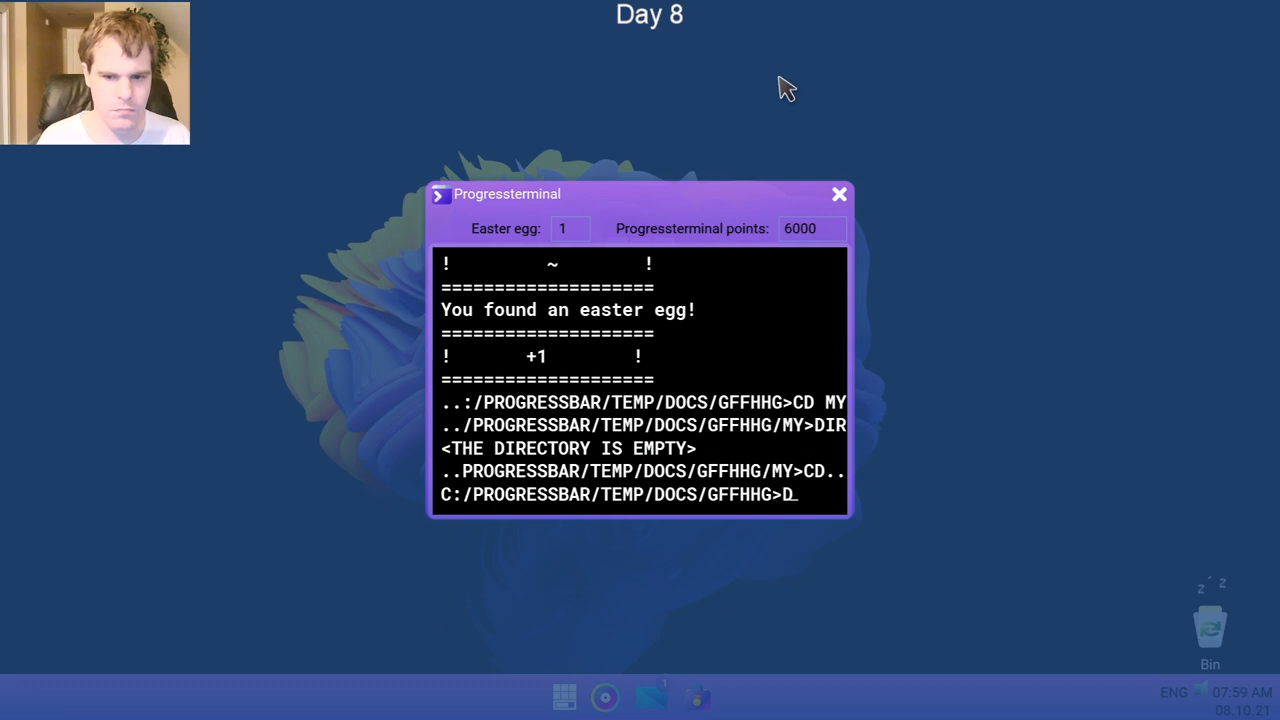 Day 8
Progressterminal
Easter egg: 1 Progressterminal points: 6000
! ~ !
====================
You found an easter egg!
====================
! +1 !
====================
..:/PROGRESSBAR/TEMP/DOCS/GFFHHG>CD MY
../PROGRESSBAR/TEMP/DOCS/GFFHHG/MY>DIR
<THE DIRECTORY IS EMPTY>
..PROGRESSBAR/TEMP/DOCS/GFFHHG/MY>CD..
C:/PROGRESSBAR/TEMP/DOCS/GFFHHG>D_
z z z
Bin
1
ENG 07:59 AM
08.10.21